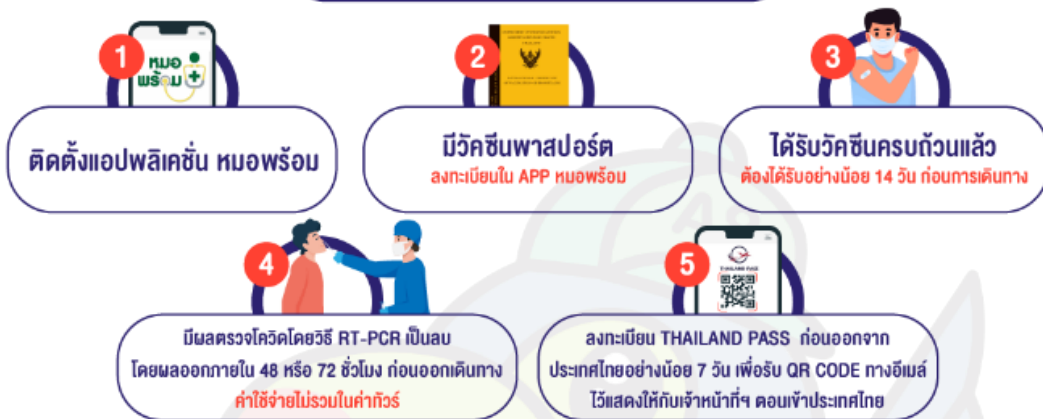 1
หมอ
พร้อม
ติดตั้งแอปพลิเคชั่น หมอพร้อม
2
มีวัคซีนพาสปอร์ต
ลงทะเบียนใน APP หมอพร้อม
3
ได้รับวัคซีนครบถ้วนแล้ว
ต้องได้รับอย่างน้อย 14 วัน ก่อนการเดินทาง
4
มีผลตรวจโควิดโดยวิธี RT-PCR เป็นลบ
โดยผลออกภายใน 48 หรือ 72 ชั่วโมง ก่อนออกเดินทาง
ค่าใช้จ่ายไม่รวมในค่าทัวร์
5
THAILAND PASS
ลงทะเบียน THAILAND PASS ก่อนออกจาก
ประเทศไทยอย่างน้อย 7 วัน เพื่อรับ QR CODE ทางอีเมล์
ไว้แสดงให้กับเจ้าหน้าที่ฯ ตอนเข้าประเทศไทย